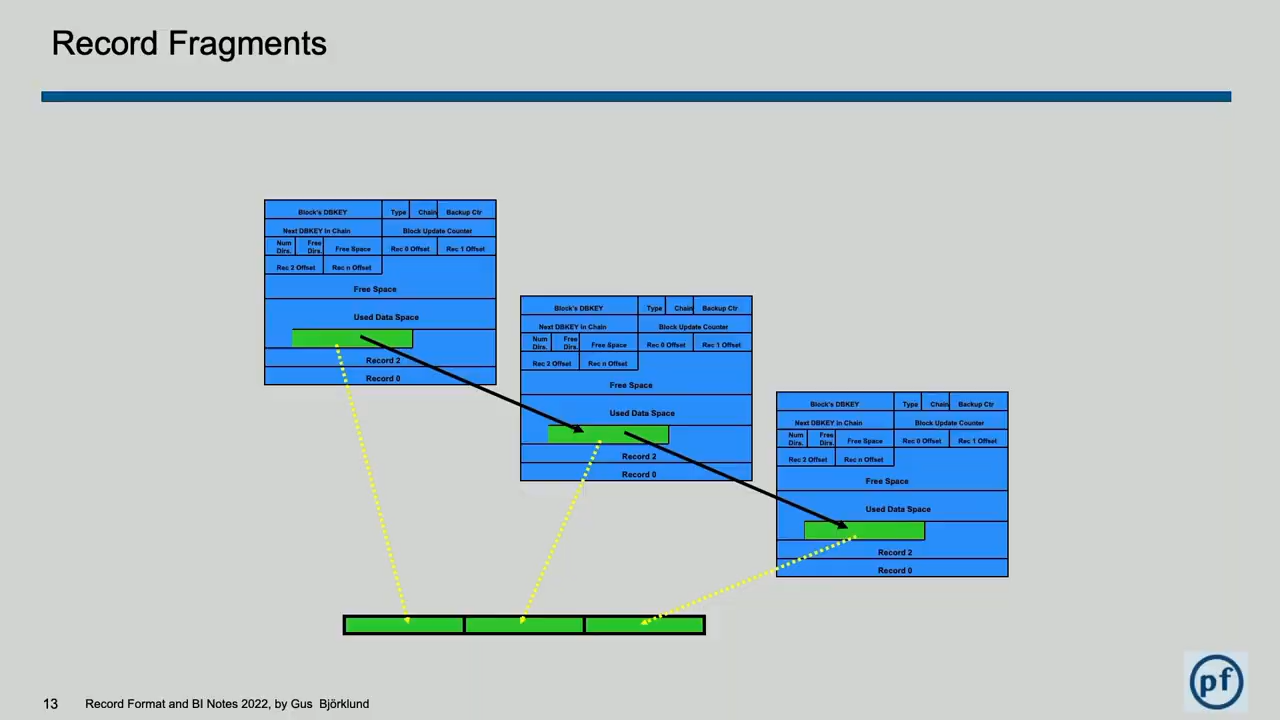 Record Fragments
Block's DBKEY Type Chain Backup Ctr
Next DBKEY In Chain Block Update Counter
Num Dirs. Free Dirs. Free Space Rec 0 Offset Rec 1 Offset
Rec 2 Offset Rec n Offset
Free Space
Used Data Space
Record 2
Record 0
Block's DBKEY Type Chain Backup Ctr
Next DBKEY In Chain Block Update Counter
Num Dirs. Free Dirs. Free Space Rec 0 Offset Rec 1 Offset
Rec 2 Offset Rec n Offset
Free Space
Used Data Space
Record 2
Record 0
Block's DBKEY Type Chain Backup Ctr
Next DBKEY In Chain Block Update Counter
Num Dirs. Free Dirs. Free Space Rec 0 Offset Rec 1 Offset
Rec 2 Offset Rec n Offset
Free Space
Used Data Space
Record 2
Record 0
pf
13 Record Format and BI Notes 2022, by Gus Björklund